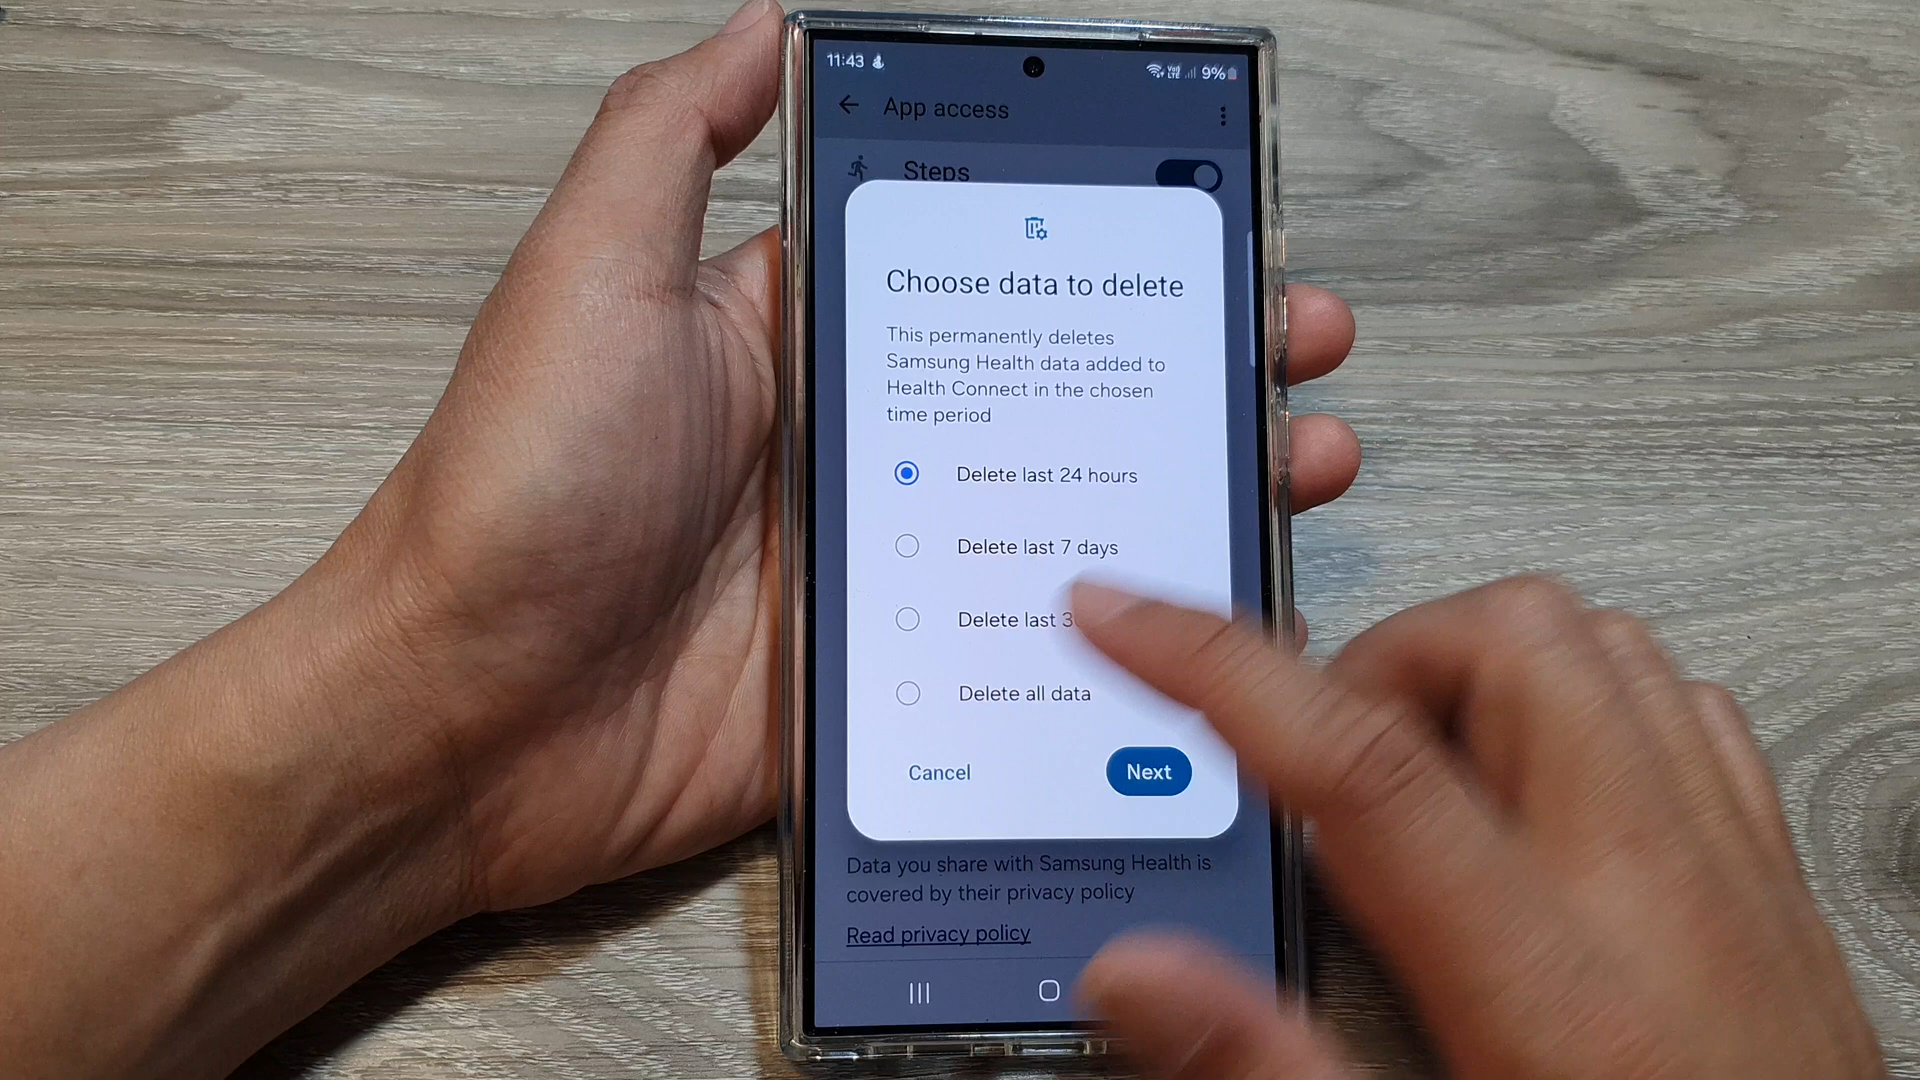 11:43 9%
App access
Steps
Choose data to delete
This permanently deletes
Samsung Health data added to
Health Connect in the chosen
time period
Delete last 24 hours
Delete last 7 days
Delete last
Delete all data
Cancel Next
Data you share with Samsung Health is
covered by their privacy policy
Read privacy policy